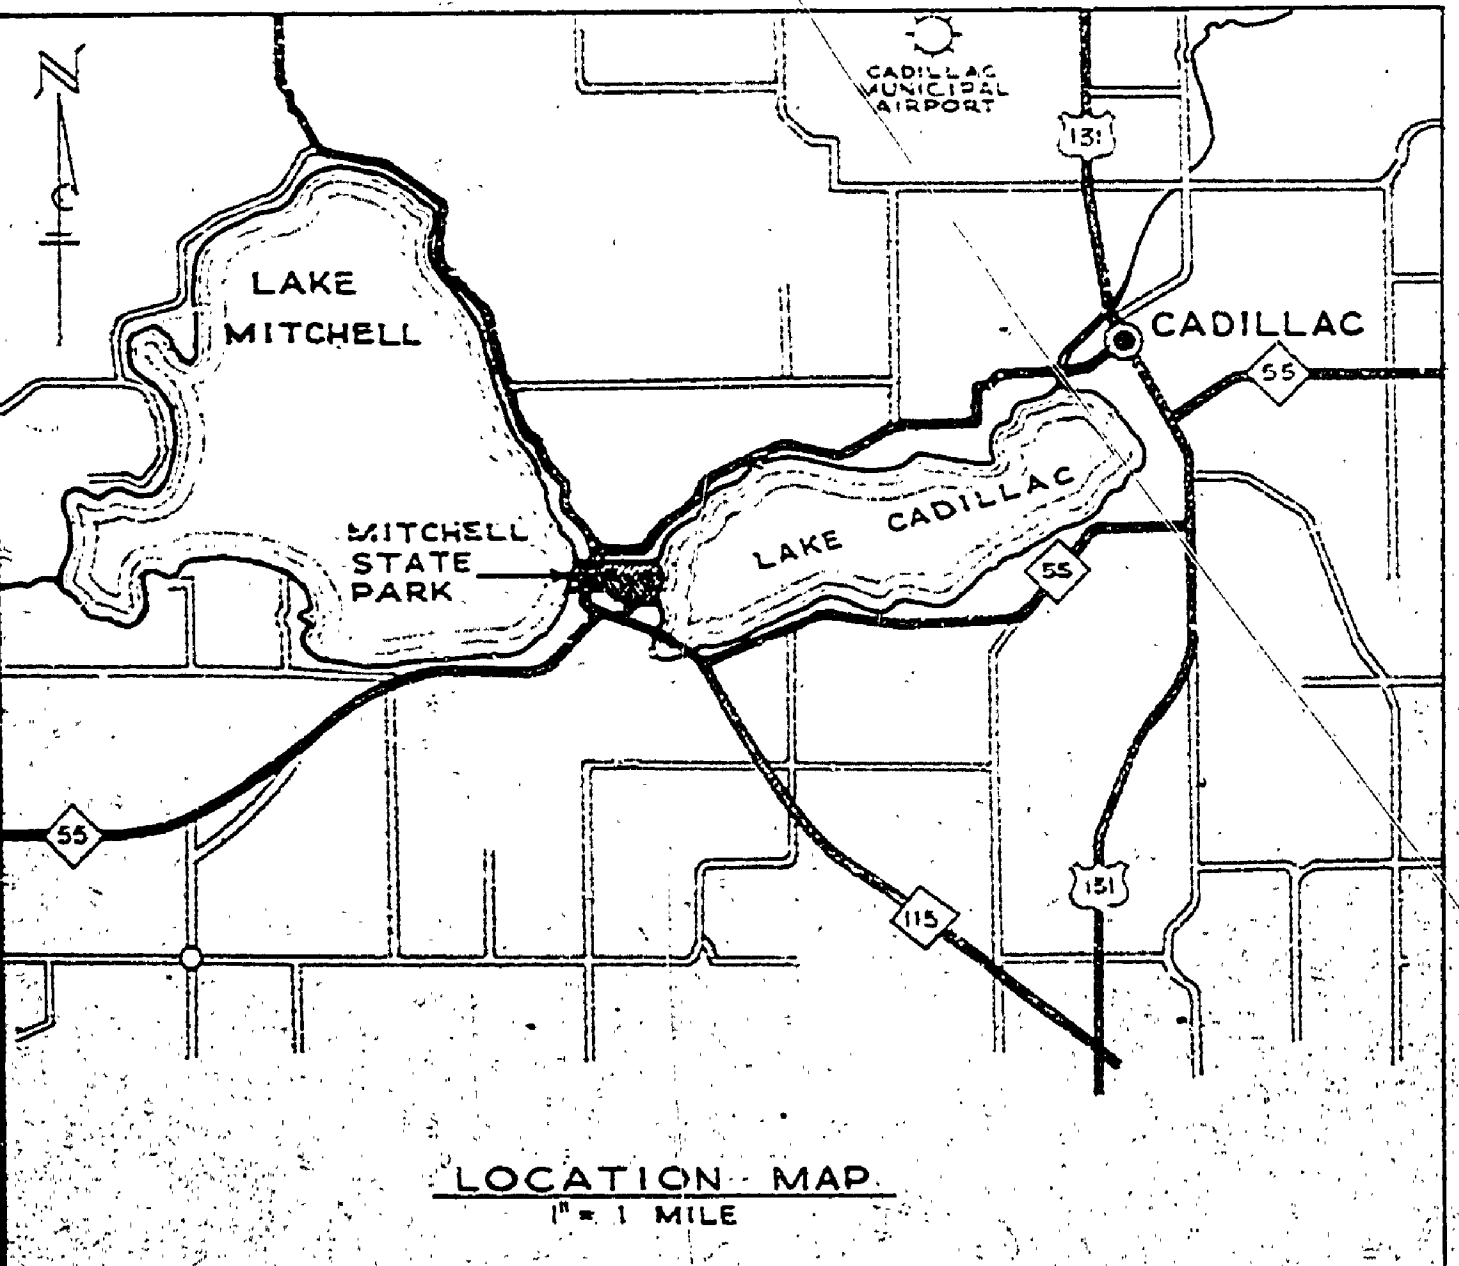 N
CADILLAC
MUNICIPAL
AIRPORT
131
LAKE
MITCHELL
CADILLAC
55
MITCHELL
STATE
PARK
LAKE CADILLAC
55
55
131
115
LOCATION MAP
1" = 1 MILE